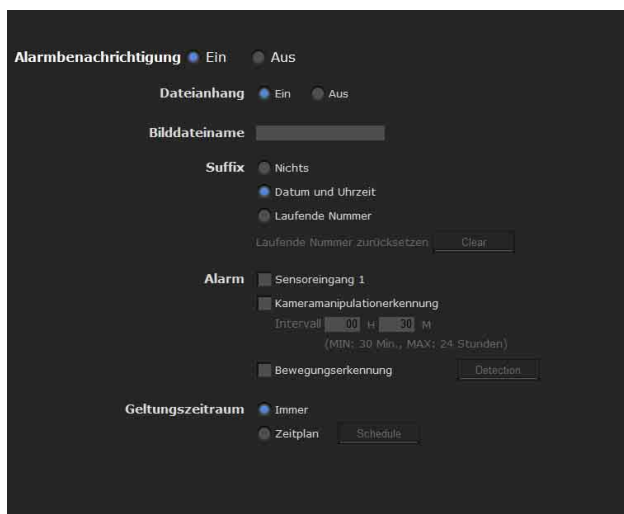 Alarmbenachrichtigung Ein Aus
Dateianhang Ein Aus
Bilddateiname
Suffix Nichts
Datum und Uhrzeit
Laufende Nummer
Laufende Nummer zurücksetzen Clear
Alarm Sensoreingang 1
Kameramanipulationerkennung
Intervall 00 H 30 M
(MIN: 30 Min., MAX: 24 Stunden)
Bewegungserkennung Detection
Geltungszeitraum Immer
Zeitplan Schedule